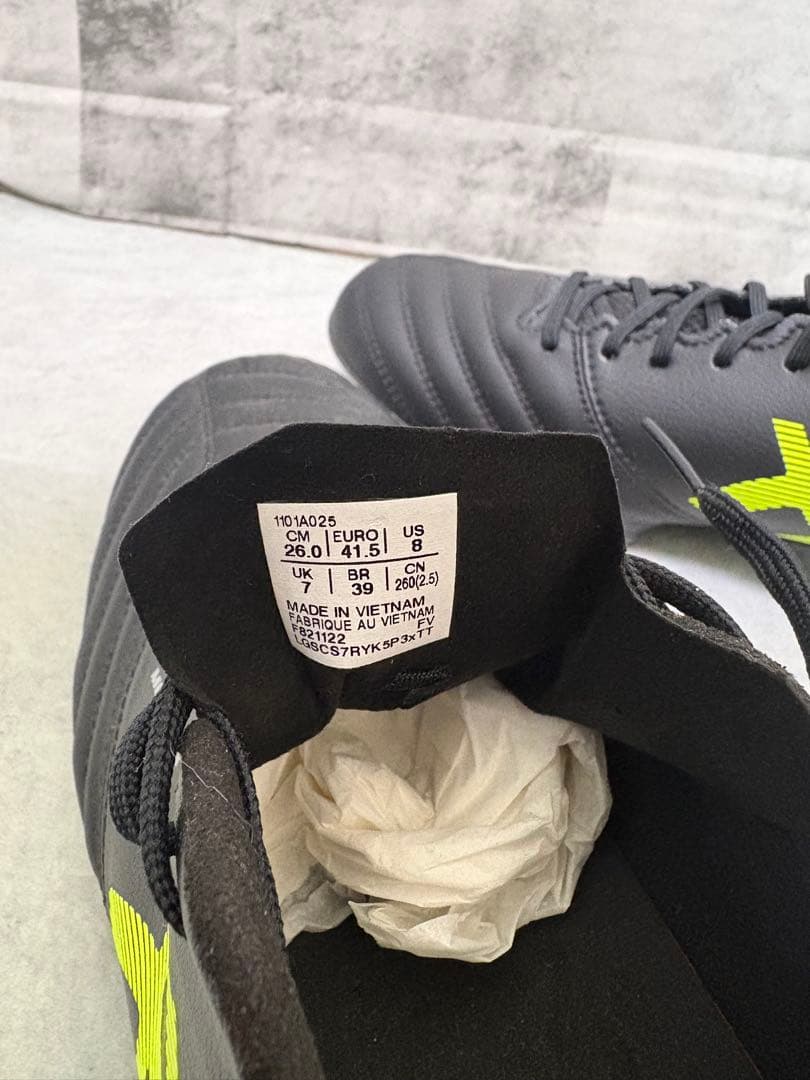 1101A025
CM 26.0 | EURO 41.5 | US 8
UK 7 | BR 39 | CN 260(2.5)
MADE IN VIETNAM
FABRIQUE AU VIETNAM
F821122 FV
LGSCS7RYK5P3xTT